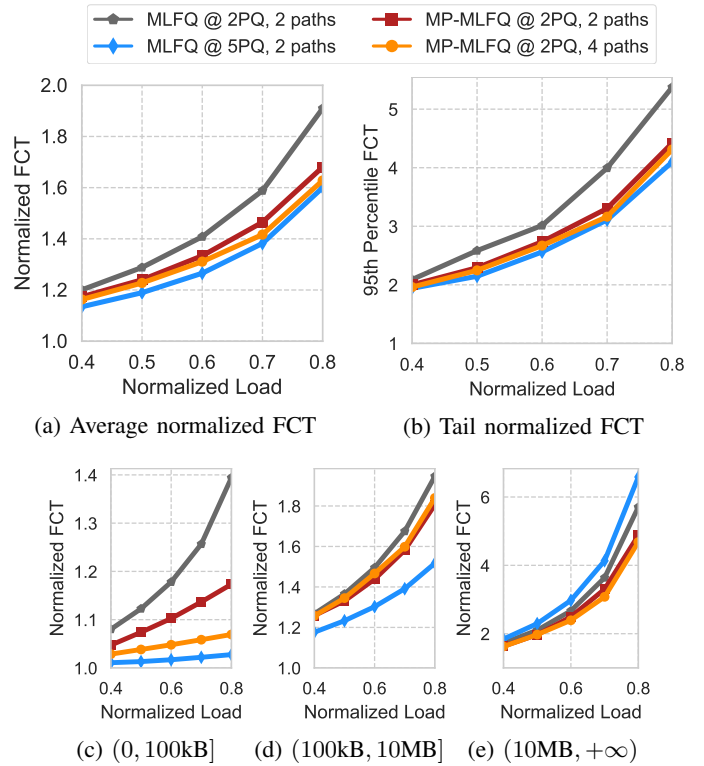 MLFQ @ 2PQ, 2 paths
MP-MLFQ @ 2PQ, 2 paths
MLFQ @ 5PQ, 2 paths
MP-MLFQ @ 2PQ, 4 paths
Normalized FCT
2.0
1.8
1.6
1.4
1.2
1.0
0.4 0.5 0.6 0.7 0.8
Normalized Load
(a) Average normalized FCT
95th Percentile FCT
5
4
3
2
1
0.4 0.5 0.6 0.7 0.8
Normalized Load
(b) Tail normalized FCT
Normalized FCT
1.4
1.3
1.2
1.1
1.0
0.4 0.6 0.8
Normalized Load
(c) (0, 100kB]
Normalized FCT
1.8
1.6
1.4
1.2
1.0
0.4 0.6 0.8
Normalized Load
(d) (100kB, 10MB]
Normalized FCT
6
4
2
0.4 0.6 0.8
Normalized Load
(e) (10MB, +∞)